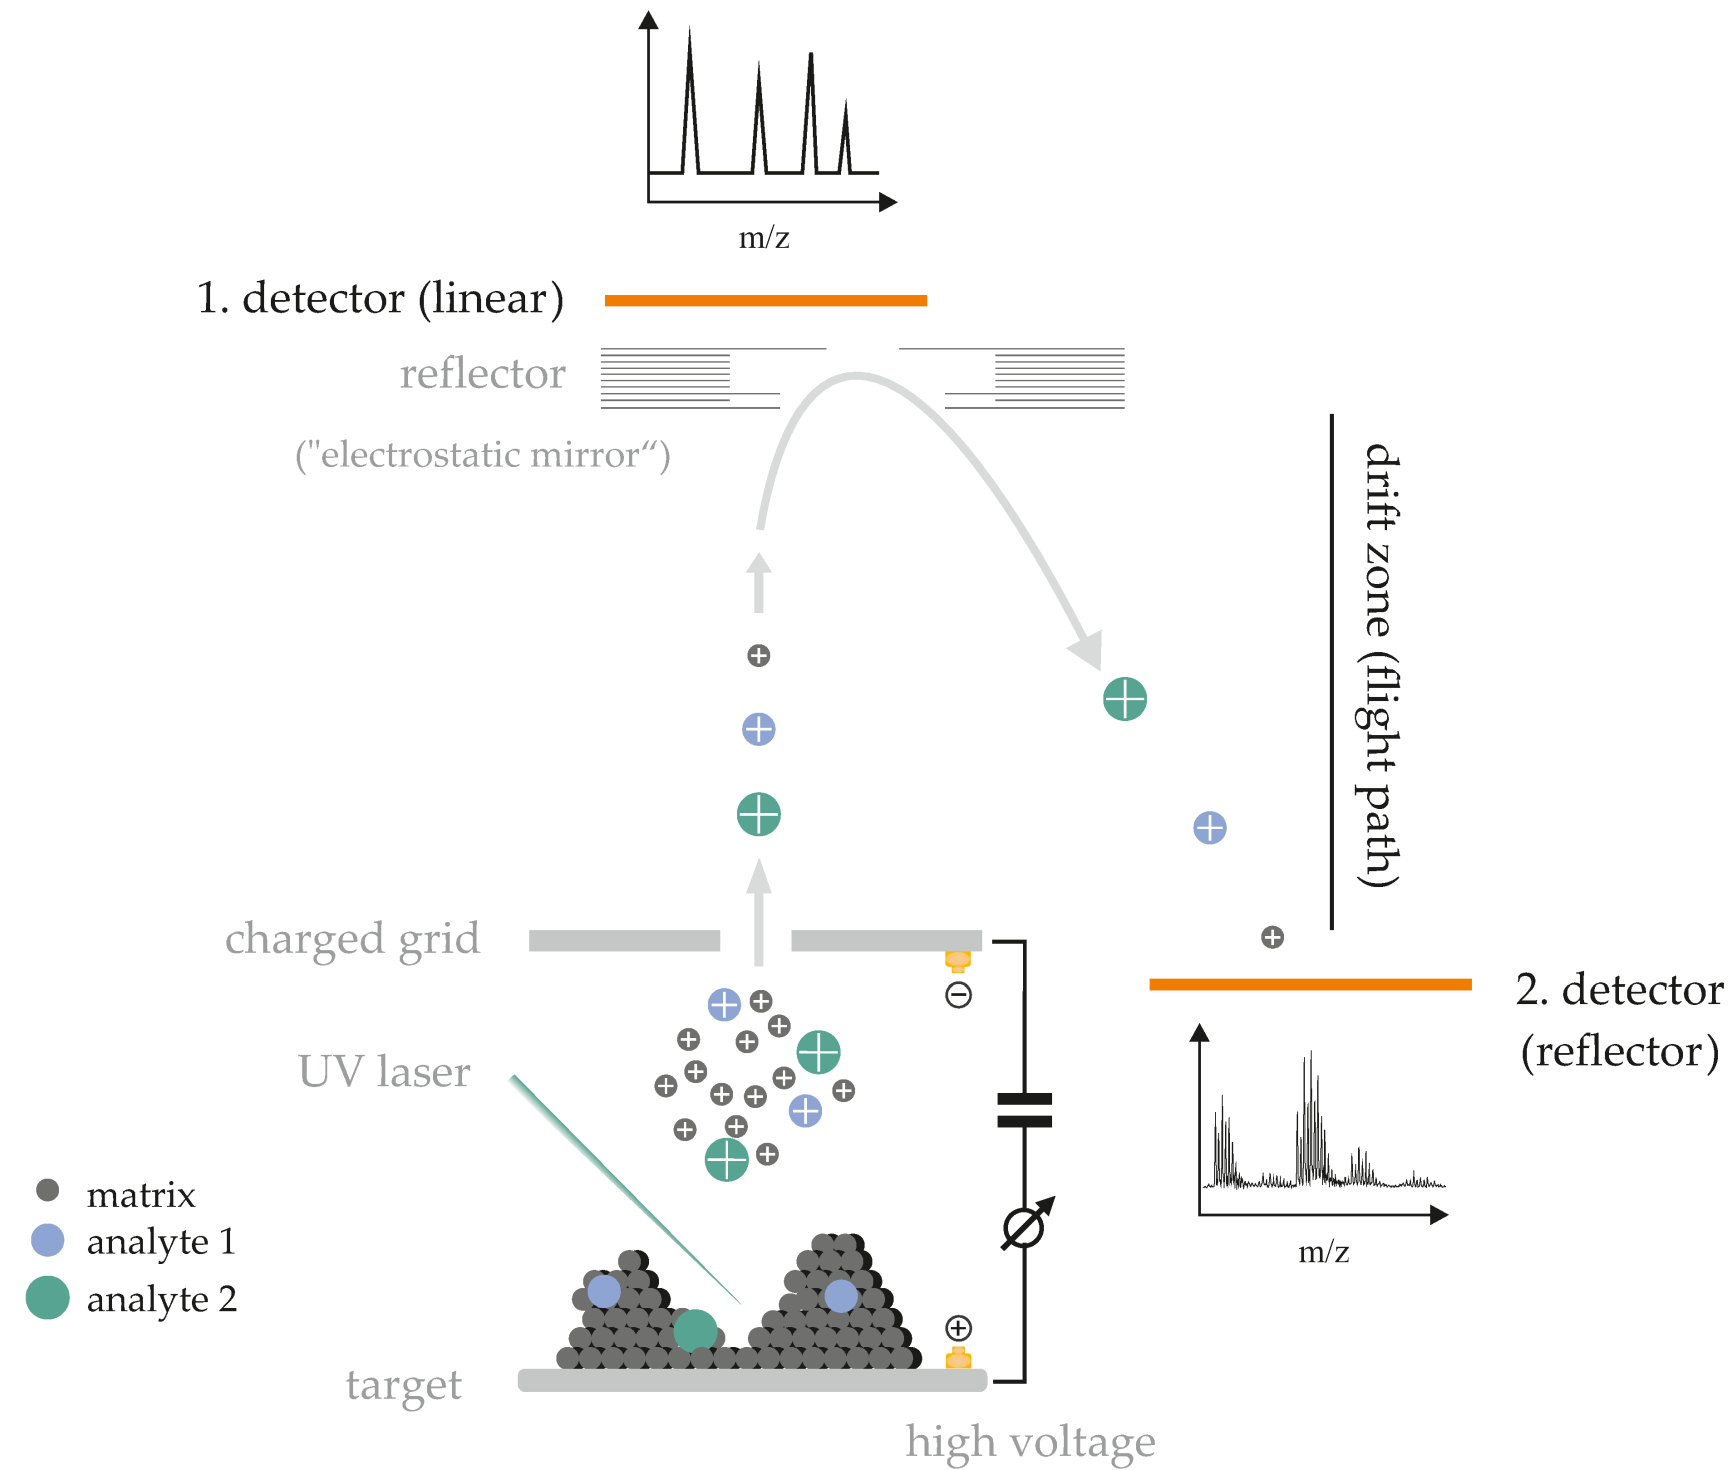 m/z
1. detector (linear)
reflector
("electrostatic mirror“)
drift zone (flight path)
charged grid
2. detector
(reflector)
UV laser
matrix
analyte 1
analyte 2
m/z
target
high voltage